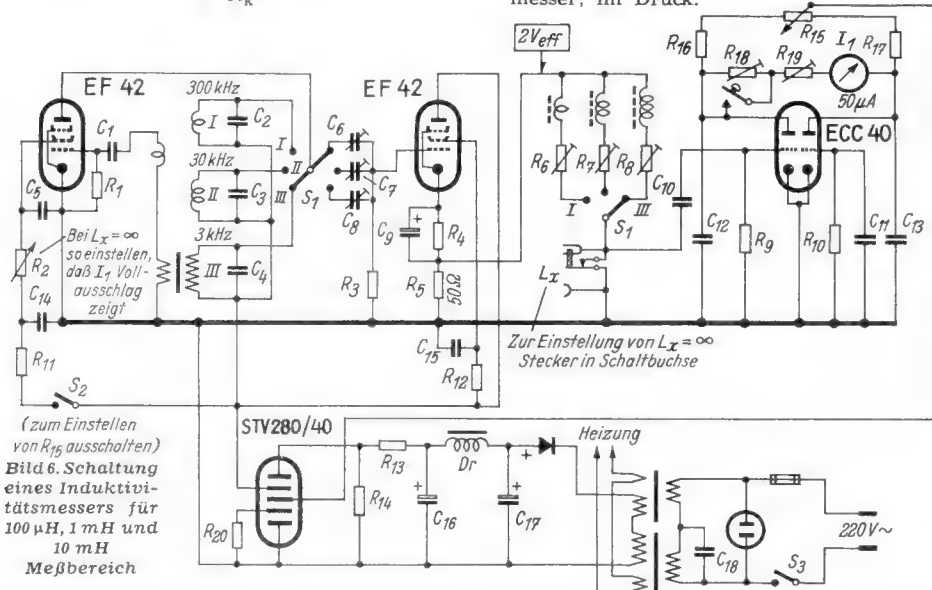 R
messer, im Druck.
2Veff
R15
R16
R17
I1
R18
R19
50µA
ECC 40
EF 42
C1
R1
C5
300 kHz
I
C2
30 kHz
II
C3
3 kHz
III
C4
I
II
III
S1
C6
C7
C8
EF 42
C9
R4
R3
R5
50Ω
R6
R7
R8
C10
I
III
S1
Lx
C12
R9
R10
C11
C13
R2
Bei Lx = ∞
so einstellen,
daß I1 Voll-
ausschlag
zeigt
C14
R11
S2
C15
R12
Zur Einstellung von Lx = ∞
Stecker in Schaltbuchse
(zum Einstellen
von R15 ausschalten)
Bild 6. Schaltung
eines Induktivi-
tätsmessers für
100 µH, 1 mH und
10 mH
Meßbereich
STV280/40
R20
R13
R14
C16
Dr
C17
Heizung
C18
S3
220V~